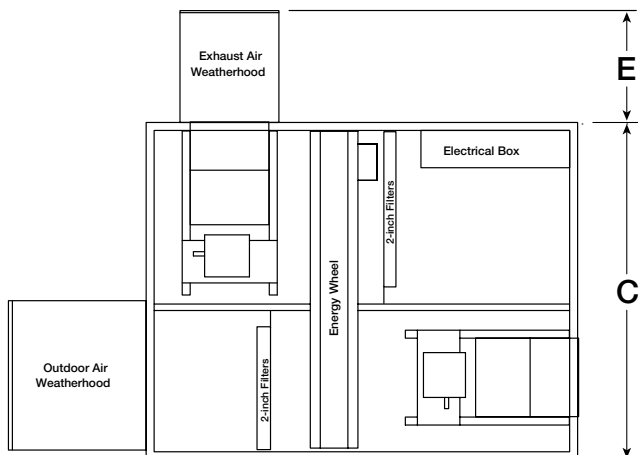 Exhaust Air
Weatherhood
E
Electrical Box
2-inch Filters
Energy Wheel
C
Outdoor Air
Weatherhood
2-inch Filters